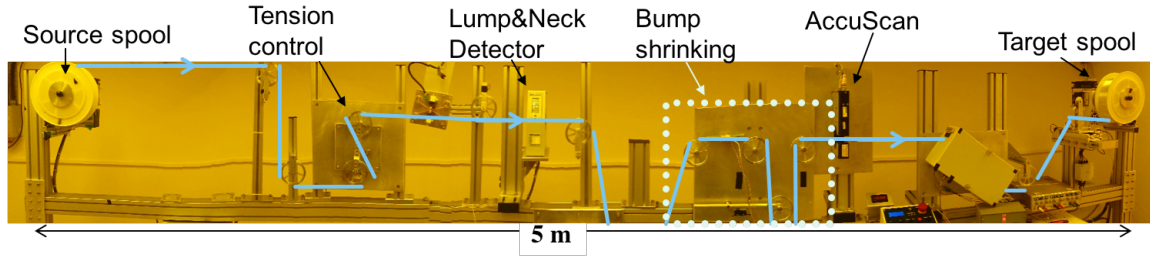 Source spool
Tension
control
Lump&Neck
Detector
Bump
shrinking
AccuScan
Target spool
5 m